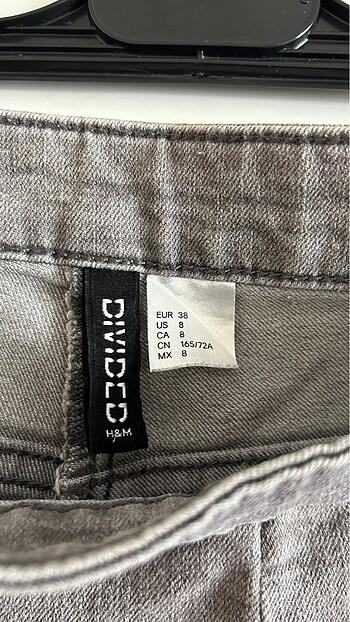 DIVIDED
H&M
EUR 38
US 8
CA 8
CN 165/72A
MX 8